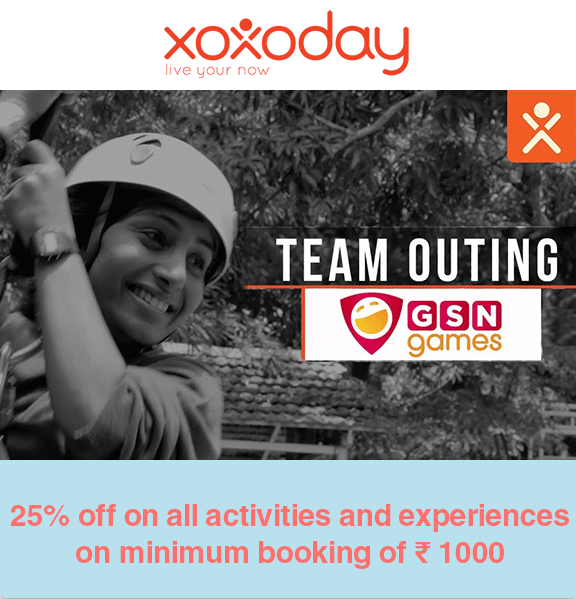 xoxoday
live your now
TEAM OUTING
GSN
games
25% off on all activities and experiences
on minimum booking of ₹ 1000